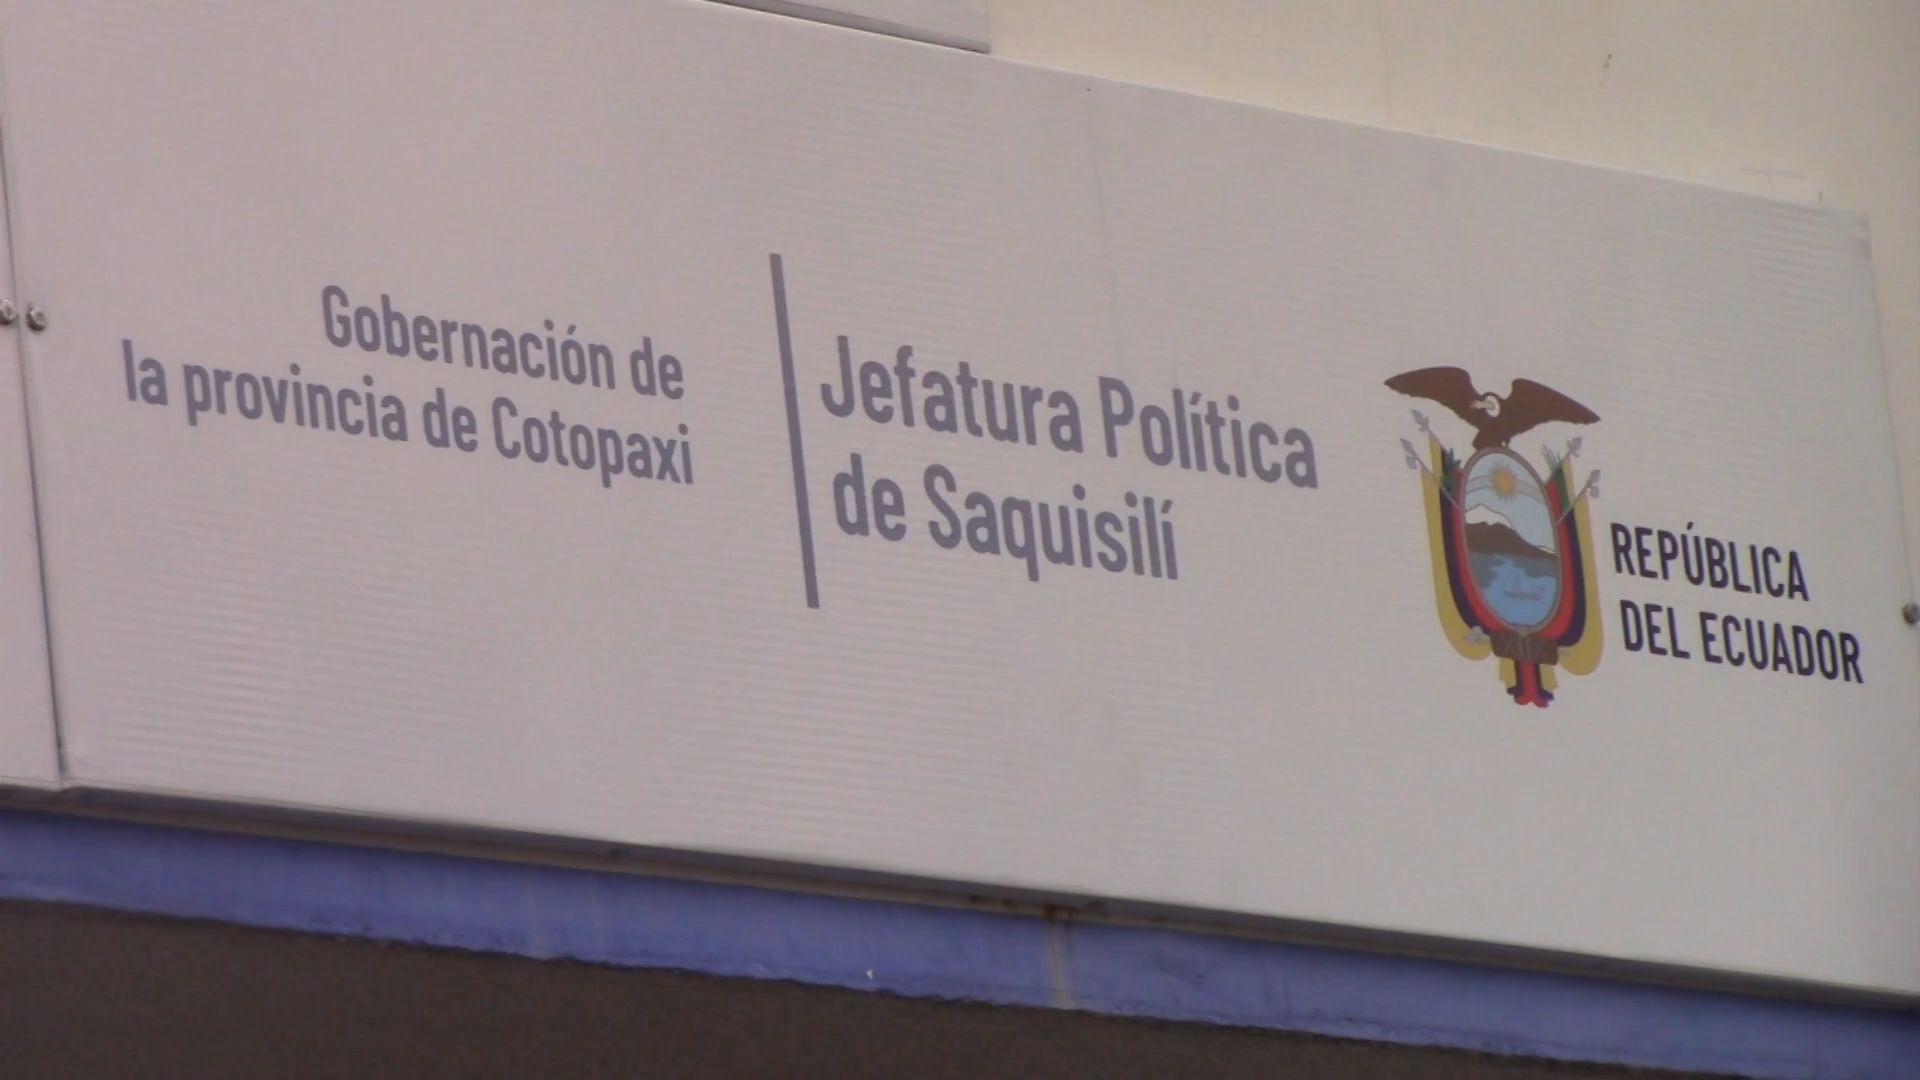 Gobernación de
la provincia de Cotopaxi
Jefatura Política
de Saquisilí
REPÚBLICA
DEL ECUADOR